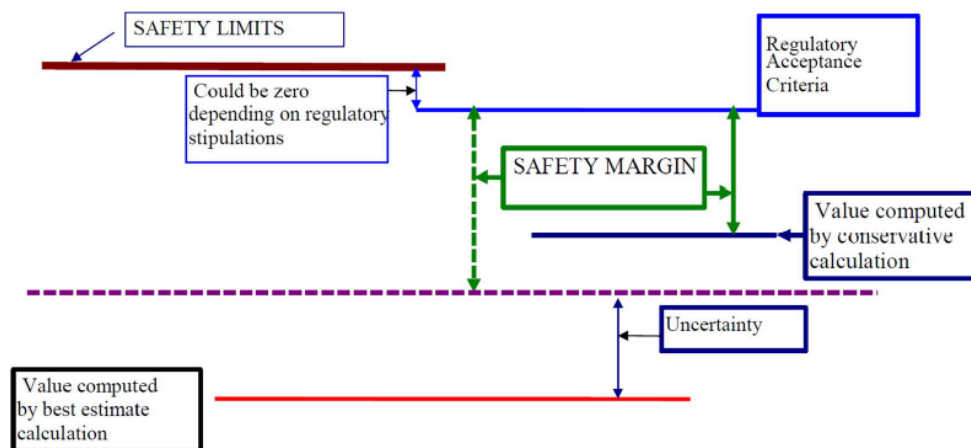 SAFETY LIMITS
Regulatory
Acceptance
Criteria
Could be zero
depending on regulatory
stipulations
SAFETY MARGIN
Value computed
by conservative
calculation
Uncertainty
Value computed
by best estimate
calculation